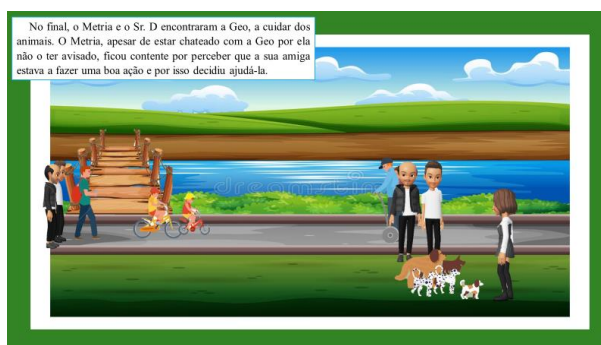 No final, o Metria e o Sr. D encontraram a Geo, a cuidar dos
animais. O Metria, apesar de estar chateado com a Geo por ela
não o ter avisado, ficou contente por perceber que a sua amiga
estava a fazer uma boa ação e por isso decidiu ajudá-la.
dreamstime